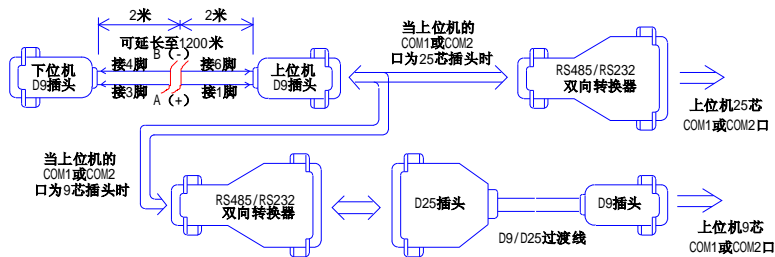 2米 2米
可延长至1200米
B (-)
下位机
D9插头
接4脚 接6脚
接3脚 接1脚
A (+)
上位机
D9插头
当上位机的
COM1或COM2
口为25芯插头时
RS485/RS232
双向转换器
上位机25芯
COM1或COM2口
当上位机的
COM1或COM2
口为9芯插头时
RS485/RS232
双向转换器
D25插头
D9插头
D9/D25过渡线
上位机9芯
COM1或COM2口